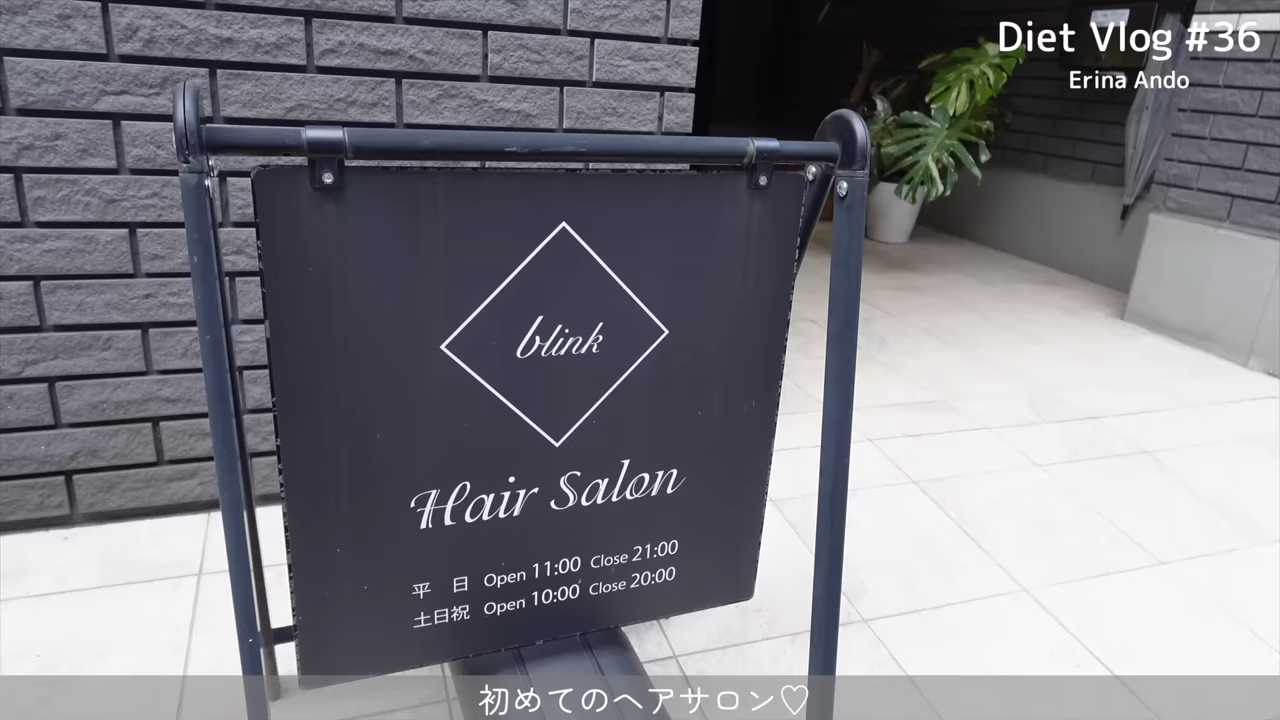 Diet Vlog #36
Erina Ando
blink
Hair Salon
平 日 Open 11:00 Close 21:00
土日祝 Open 10:00 Close 20:00
初めてのヘアサロン♡